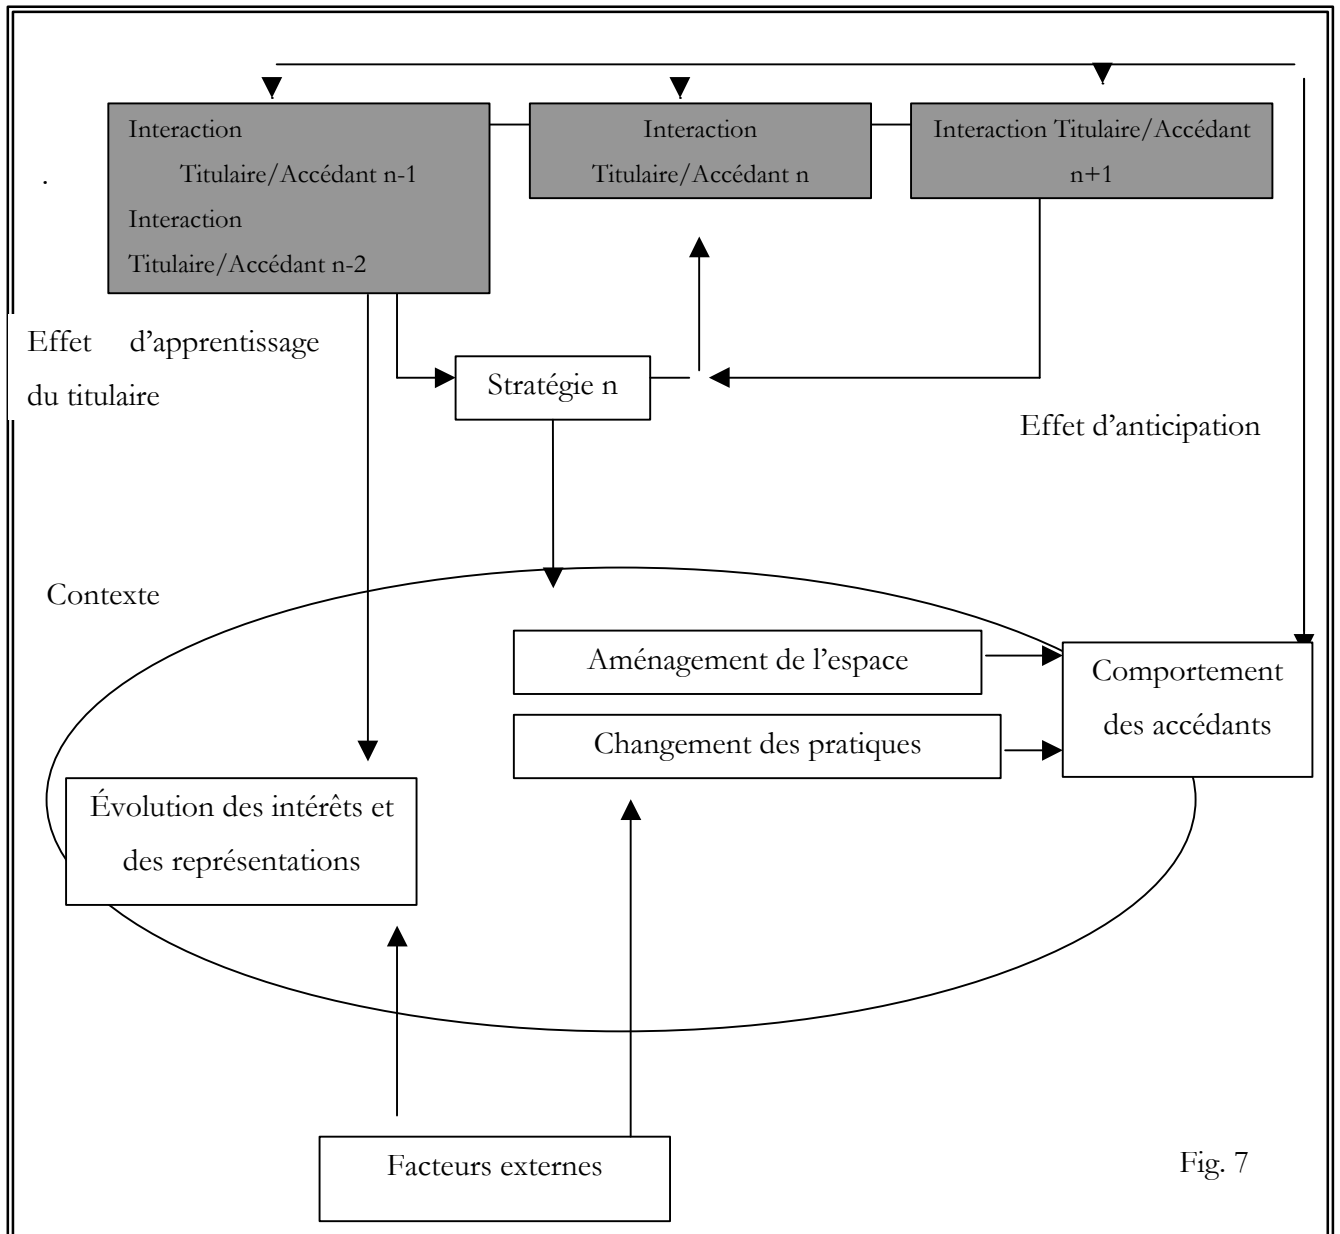 Interaction
Titulaire/Accédant n-1
Interaction
Titulaire/Accédant n-2
Interaction
Titulaire/Accédant n
Interaction Titulaire/Accédant
n+1
.
Effet d’apprentissage
du titulaire
Stratégie n
Effet d’anticipation
Contexte
Aménagement de l’espace
Comportement
des accédants
Changement des pratiques
Évolution des intérêts et
des représentations
Facteurs externes
Fig. 7